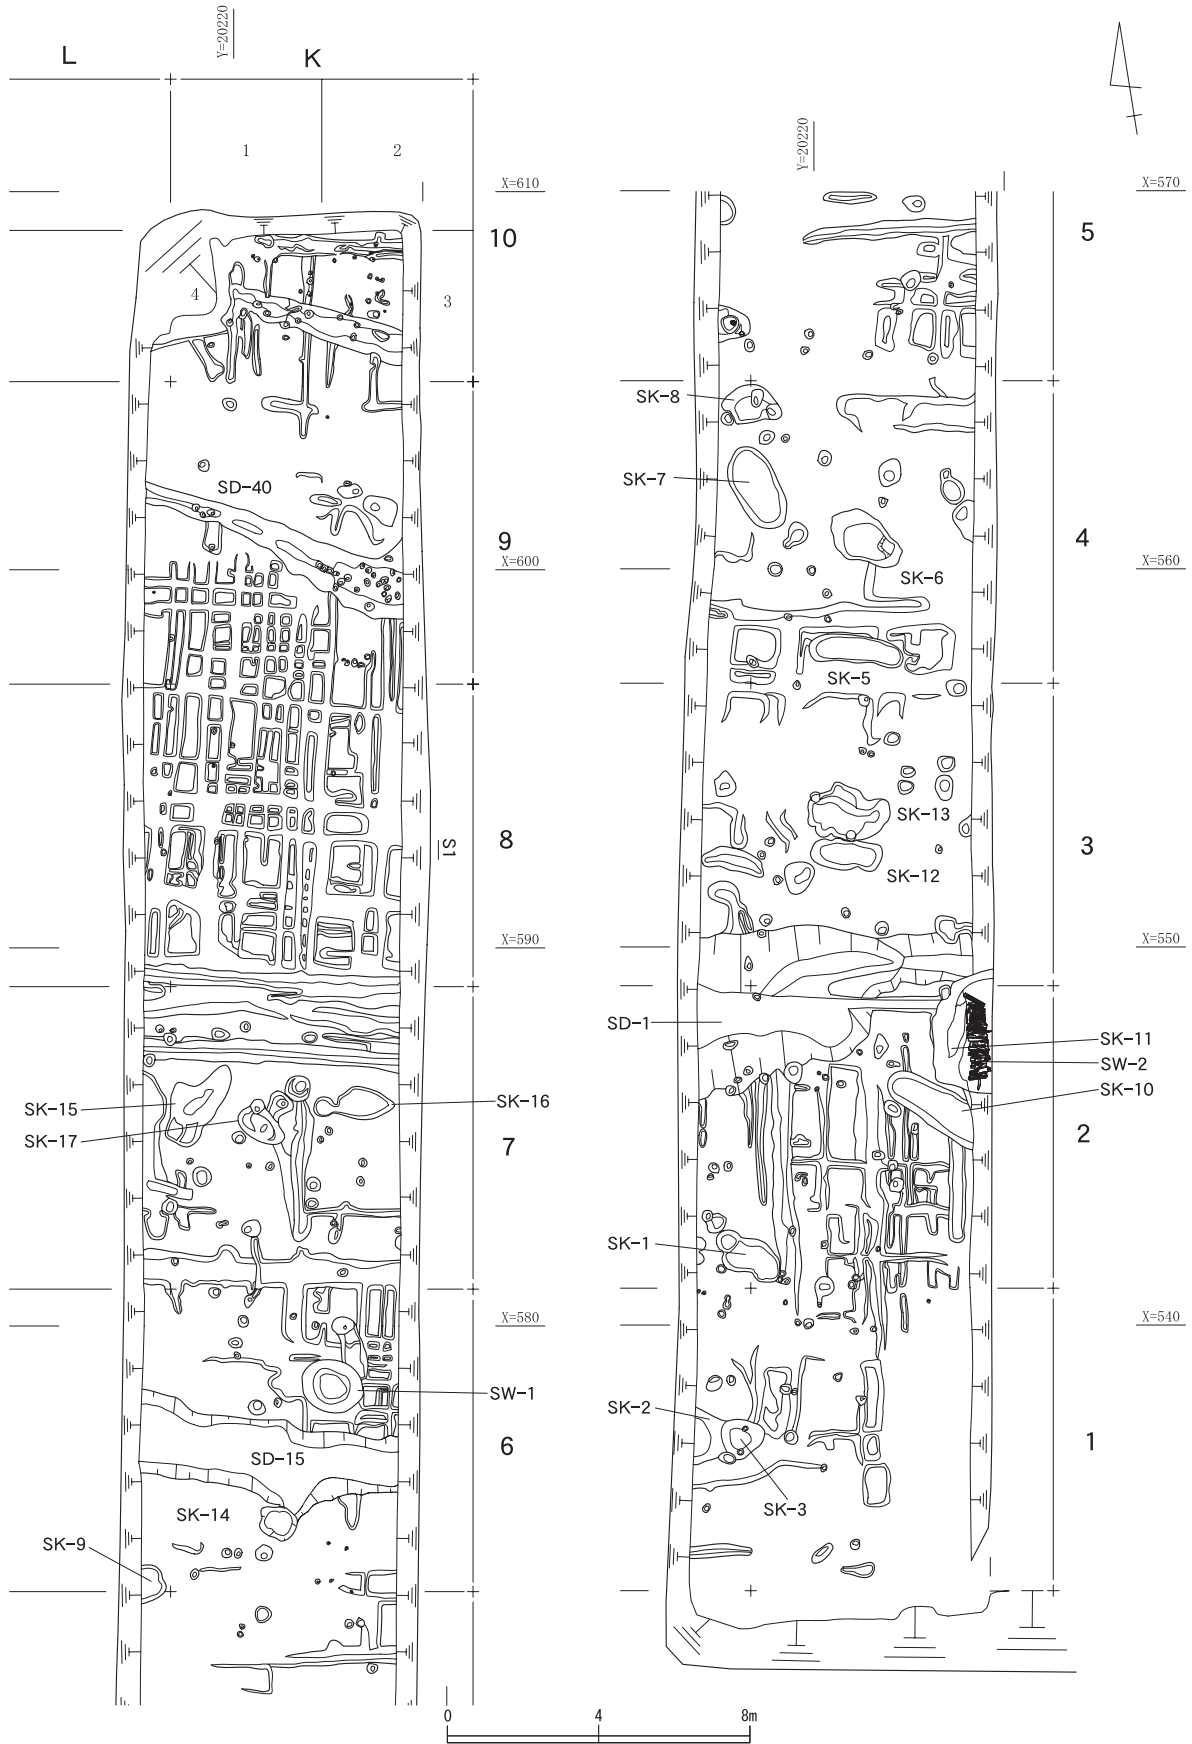 Y=20220
L
K
1
2
X=610
10
4
3
SD-40
9
X=600
8
S1
X=590
SK-15
SK-16
SK-17
7
X=580
SW-1
6
SD-15
SK-14
SK-9
Y=20220
X=570
5
SK-8
SK-7
4
X=560
SK-6
SK-5
SK-13
3
SK-12
X=550
SD-1
SK-11
SW-2
SK-10
2
SK-1
X=540
SK-2
1
SK-3
0 4 8m